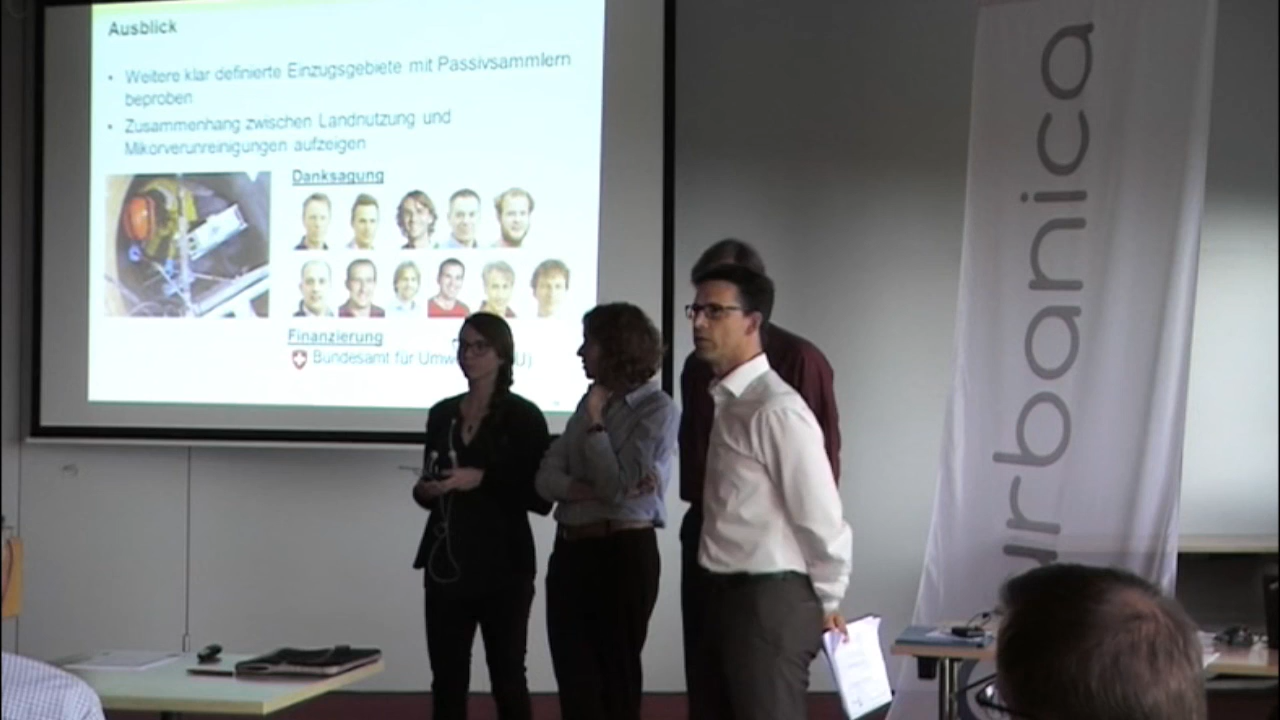 Ausblick
• Weitere klar definierte Einzugsgebiete mit Passivsammlern
beproben
• Zusammenhang zwischen Landnutzung und
Mikorverunreinigungen aufzeigen
Danksagung
Finanzierung
Bundesamt für
urbanica